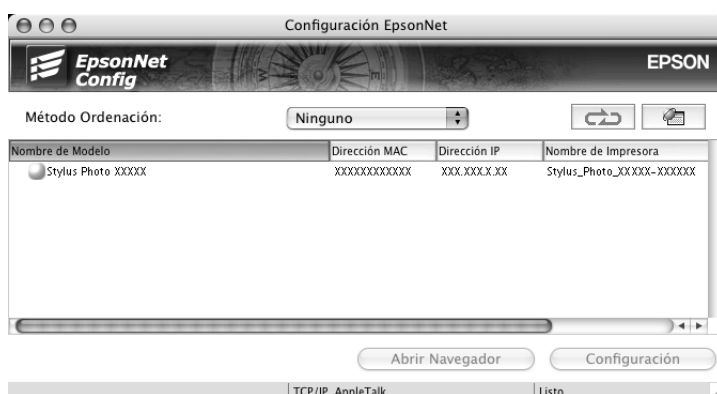 Configuración EpsonNet
EpsonNet
Config
EPSON
Método Ordenación:
Ninguno
Nombre de Modelo Dirección MAC Dirección IP Nombre de Impresora
Stylus Photo XXXXX XXXXXXXXXXXX XXX.XXX.X.XX Stylus_Photo_XXXXX-XXXXXX
Abrir Navegador Configuración
TCP/IP, AppleTalk Listo